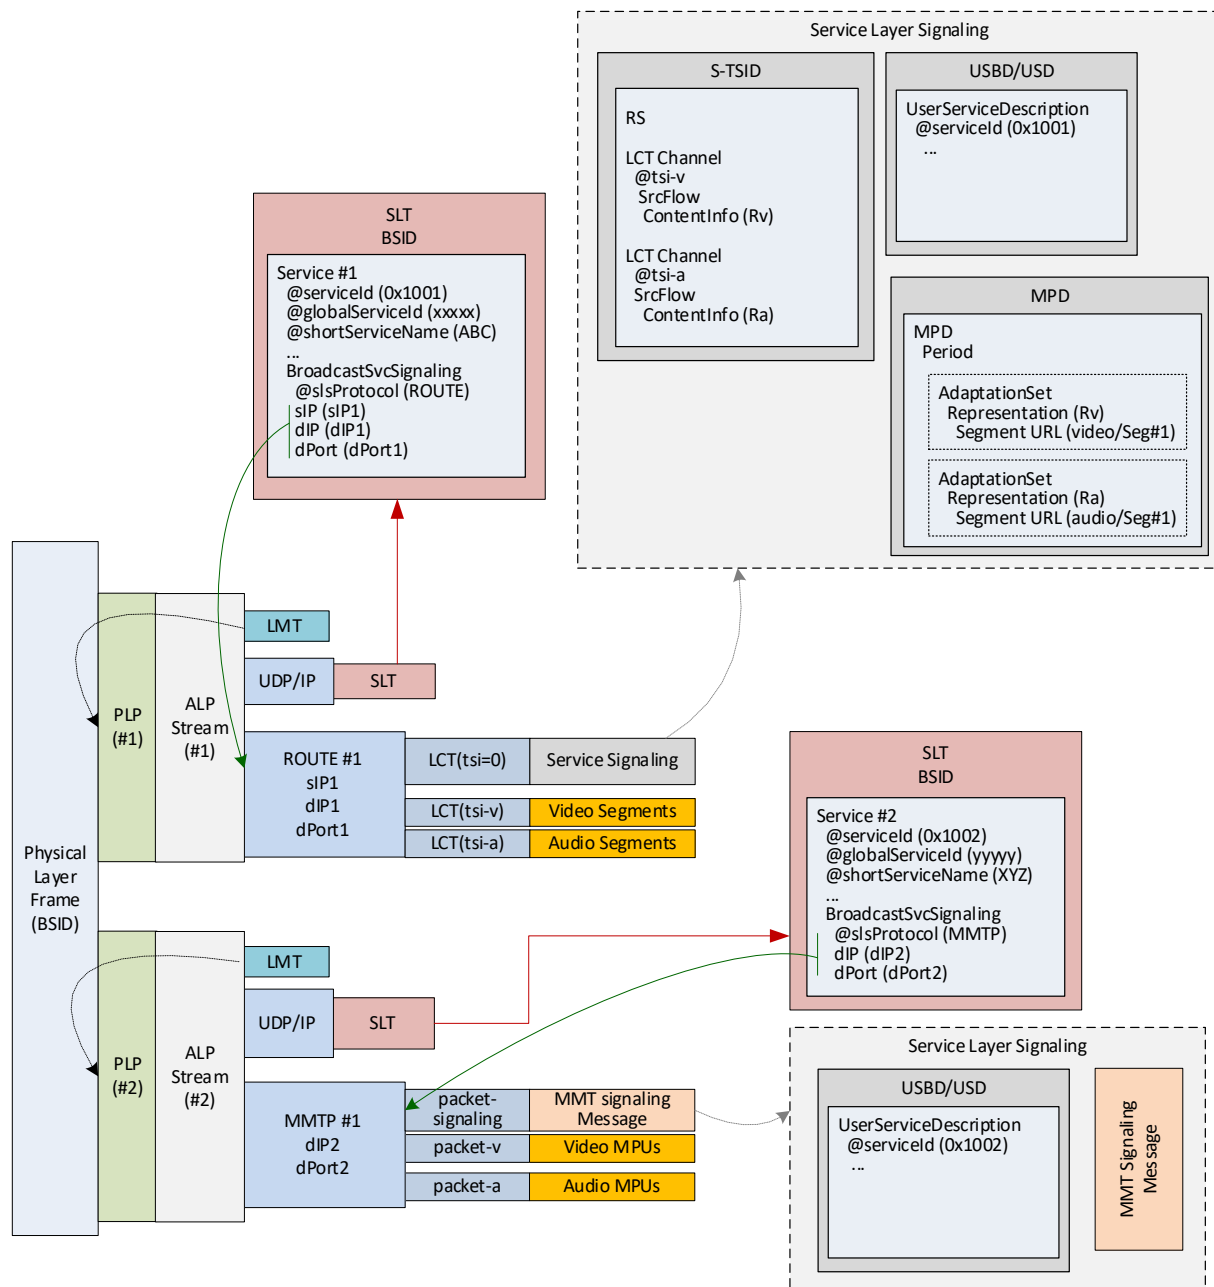 Service Layer Signaling
S-TSID
RS
LCT Channel
@tsi-v
SrcFlow
ContentInfo (Rv)
LCT Channel
@tsi-a
SrcFlow
ContentInfo (Ra)
USBD/USD
UserServiceDescription
@serviceId (0x1001)
...
MPD
MPD
Period
AdaptationSet
Representation (Rv)
Segment URL (video/Seg#1)
AdaptationSet
Representation (Ra)
Segment URL (audio/Seg#1)
SLT
BSID
Service #1
@serviceId (0x1001)
@globalServiceId (xxxxx)
@shortServiceName (ABC)
...
BroadcastSvcSignaling
@slsProtocol (ROUTE)
sIP (sIP1)
dIP (dIP1)
dPort (dPort1)
Physical
Layer
Frame
(BSID)
PLP
(#1)
ALP
Stream
(#1)
LMT
UDP/IP
SLT
ROUTE #1
sIP1
dIP1
dPort1
LCT(tsi=0)
Service Signaling
LCT(tsi-v)
Video Segments
LCT(tsi-a)
Audio Segments
SLT
BSID
Service #2
@serviceId (0x1002)
@globalServiceId (yyyyy)
@shortServiceName (XYZ)
...
BroadcastSvcSignaling
@slsProtocol (MMTP)
dIP (dIP2)
dPort (dPort2)
PLP
(#2)
ALP
Stream
(#2)
LMT
UDP/IP
SLT
MMTP #1
dIP2
dPort2
packet-
signaling
MMT signaling
Message
packet-v
Video MPUs
packet-a
Audio MPUs
Service Layer Signaling
USBD/USD
UserServiceDescription
@serviceId (0x1002)
...
MMT Signaling
Message